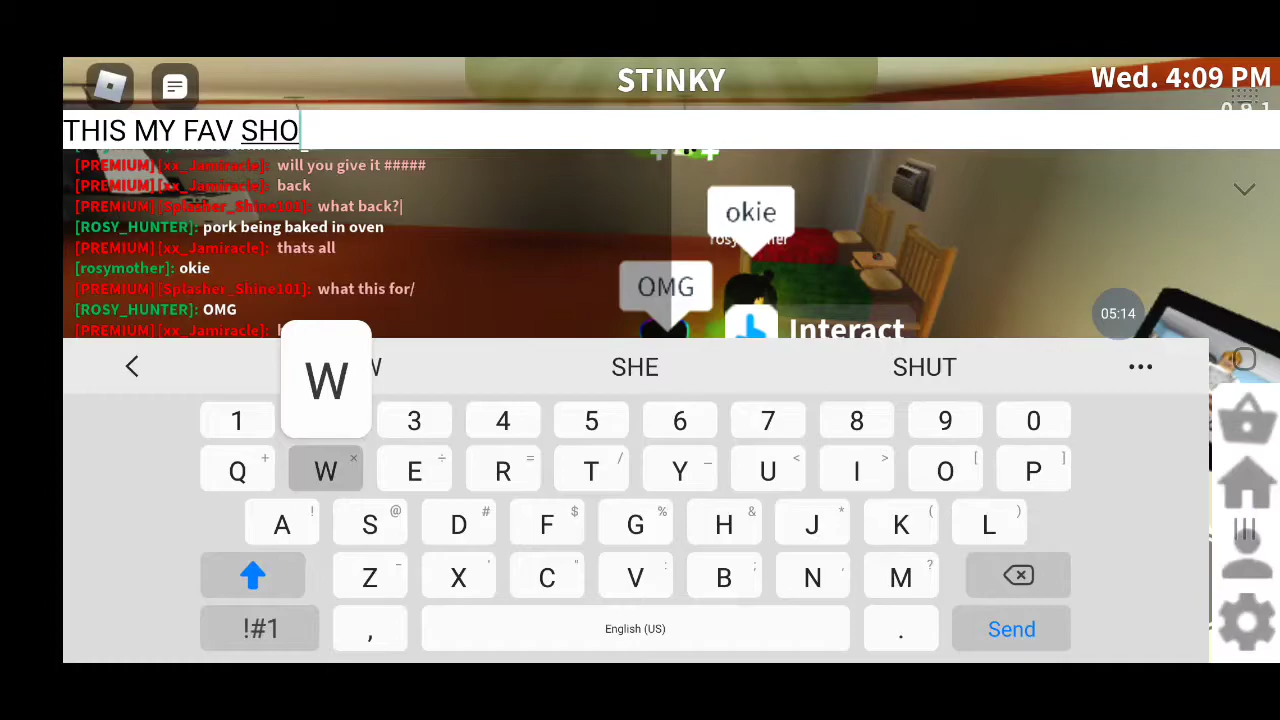 STINKY
Wed. 4:09 PM
THIS MY FAV SHO
[PREMIUM][xx_Jamiracle]: will you give it #####
[PREMIUM][xx_Jamiracle]: back
[PREMIUM][Splasher_Shine101]: what back?|
[ROSY_HUNTER]: pork being baked in oven
[PREMIUM][xx_Jamiracle]: thats all
[rosymother]: okie
[PREMIUM][Splasher_Shine101]: what this for/
[ROSY_HUNTER]: OMG
[PREMIUM][xx_Jamiracle]:
okie
rosymother
OMG
Interact
05:14
W
W SHE SHUT
1 3 4 5 6 7 8 9 0
Q + W × E ÷ R = T / Y _ U < I > O [ P ]
A ! S @ D # F $ G % H & J * K ( L )
Z - X ' C " V : B ; N , M ?
!#1 , English (US) . Send